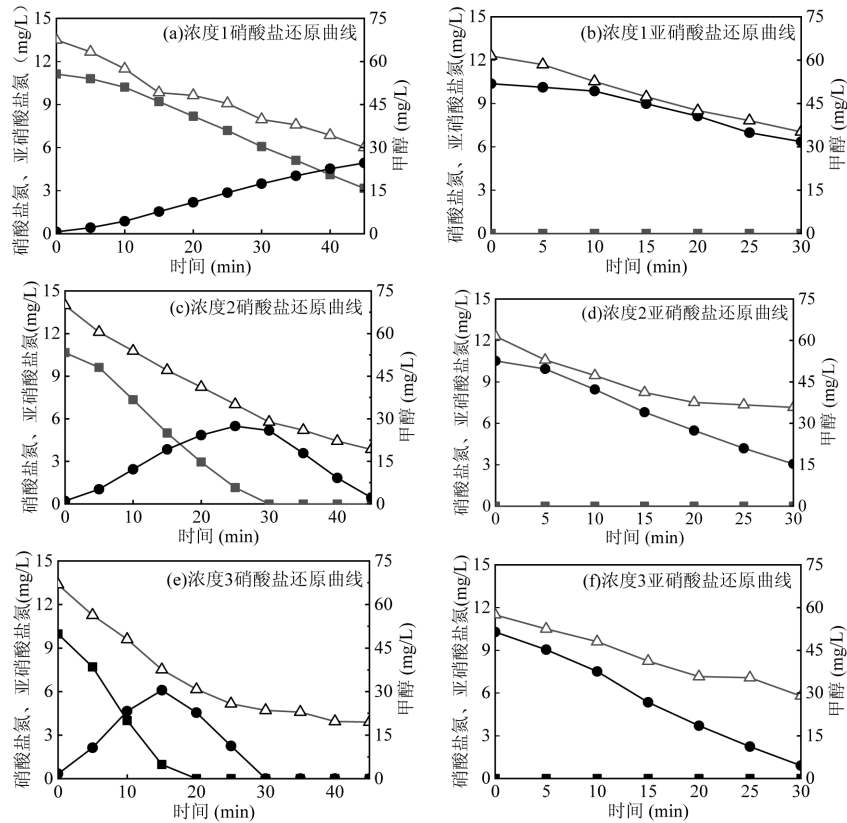 (a)浓度1硝酸盐还原曲线
硝酸盐氮、亚硝酸盐氮（mg/L)
15
12
9
6
3
0
75
60
45
30
15
0
甲醇 (mg/L)
0 10 20 30 40
时间 (min)
(b)浓度1亚硝酸盐还原曲线
硝酸盐氮、亚硝酸盐氮(mg/L)
15
12
9
6
3
0
75
60
45
30
15
0
甲醇 (mg/L)
0 5 10 15 20 25 30
时间 (min)
(c)浓度2硝酸盐还原曲线
硝酸盐氮、亚硝酸盐氮(mg/L)
15
12
9
6
3
0
75
60
45
30
15
0
甲醇 (mg/L)
0 10 20 30 40
时间 (min)
(d)浓度2亚硝酸盐还原曲线
硝酸盐氮、亚硝酸盐氮(mg/L)
15
12
9
6
3
0
75
60
45
30
15
0
甲醇 (mg/L)
0 5 10 15 20 25 30
时间 (min)
(e)浓度3硝酸盐还原曲线
硝酸盐氮、亚硝酸盐氮(mg/L)
15
12
9
6
3
0
75
60
45
30
15
0
甲醇 (mg/L)
0 10 20 30 40
时间 (min)
(f)浓度3亚硝酸盐还原曲线
硝酸盐氮、亚硝酸盐氮(mg/L)
15
12
9
6
3
0
75
60
45
30
15
0
甲醇 (mg/L)
0 5 10 15 20 25 30
时间 (min)